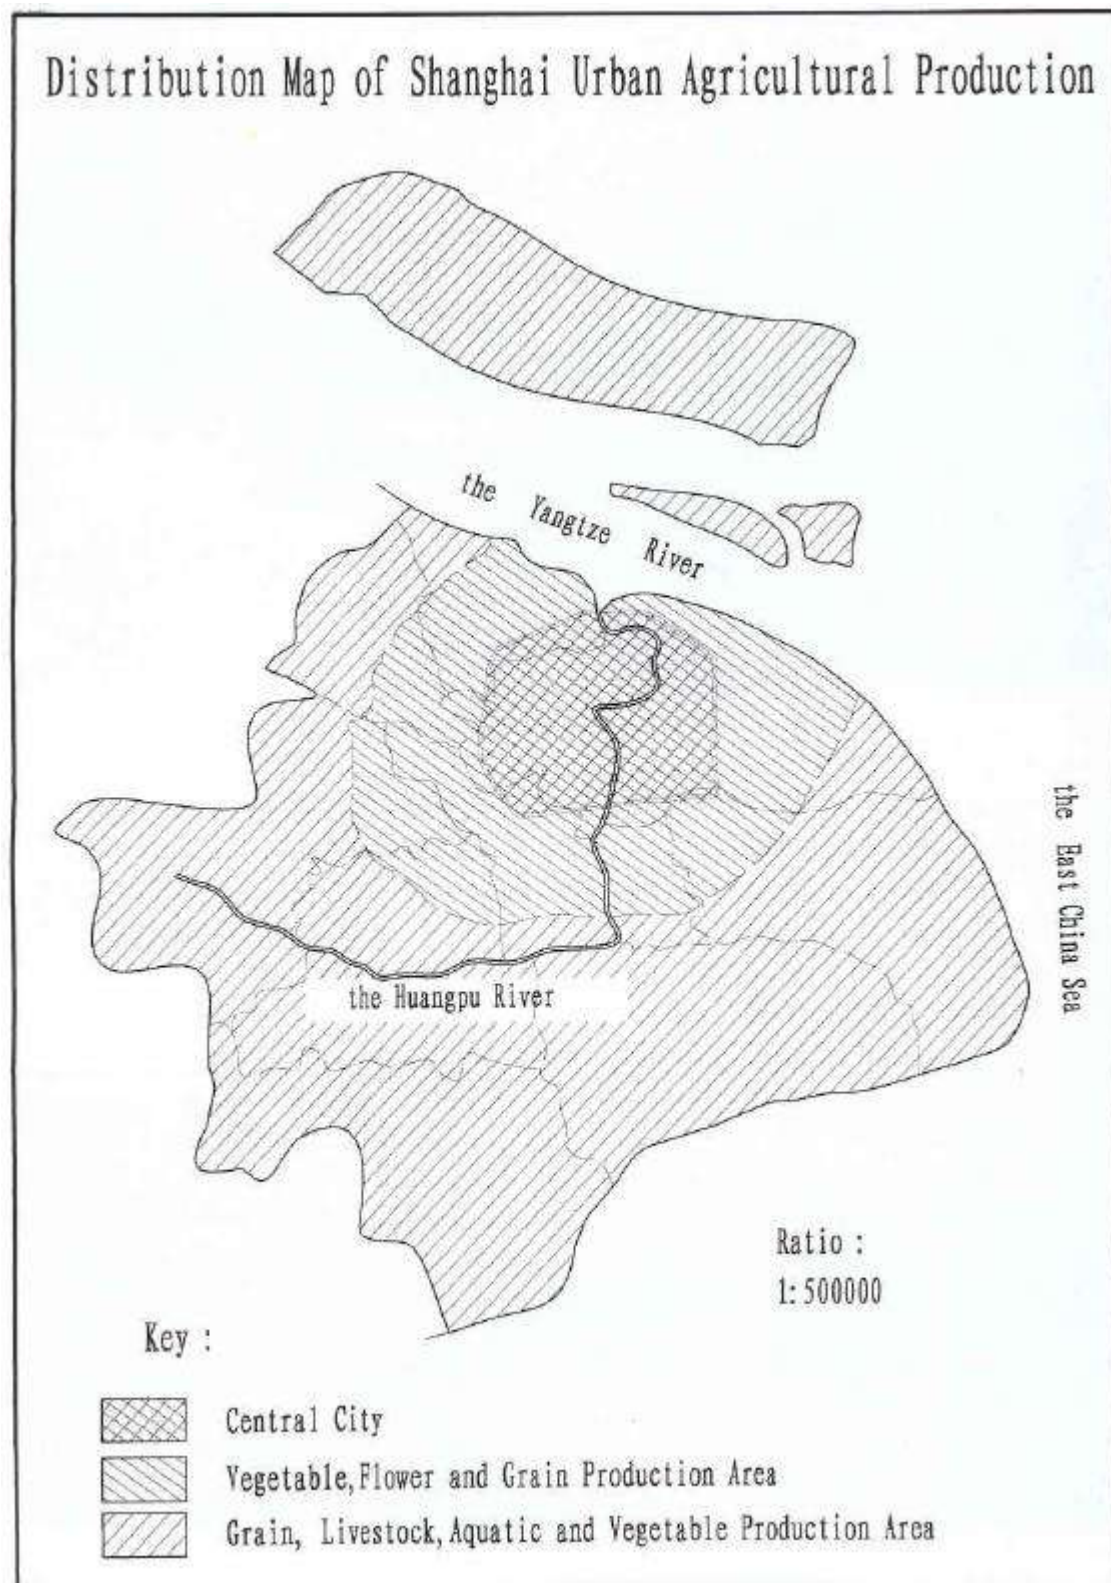 Distribution Map of Shanghai Urban Agricultural Production
the Yangtze River
the East China Sea
the Huangpu River
Ratio :
1:500000
Key :
Central City
Vegetable, Flower and Grain Production Area
Grain, Livestock, Aquatic and Vegetable Production Area